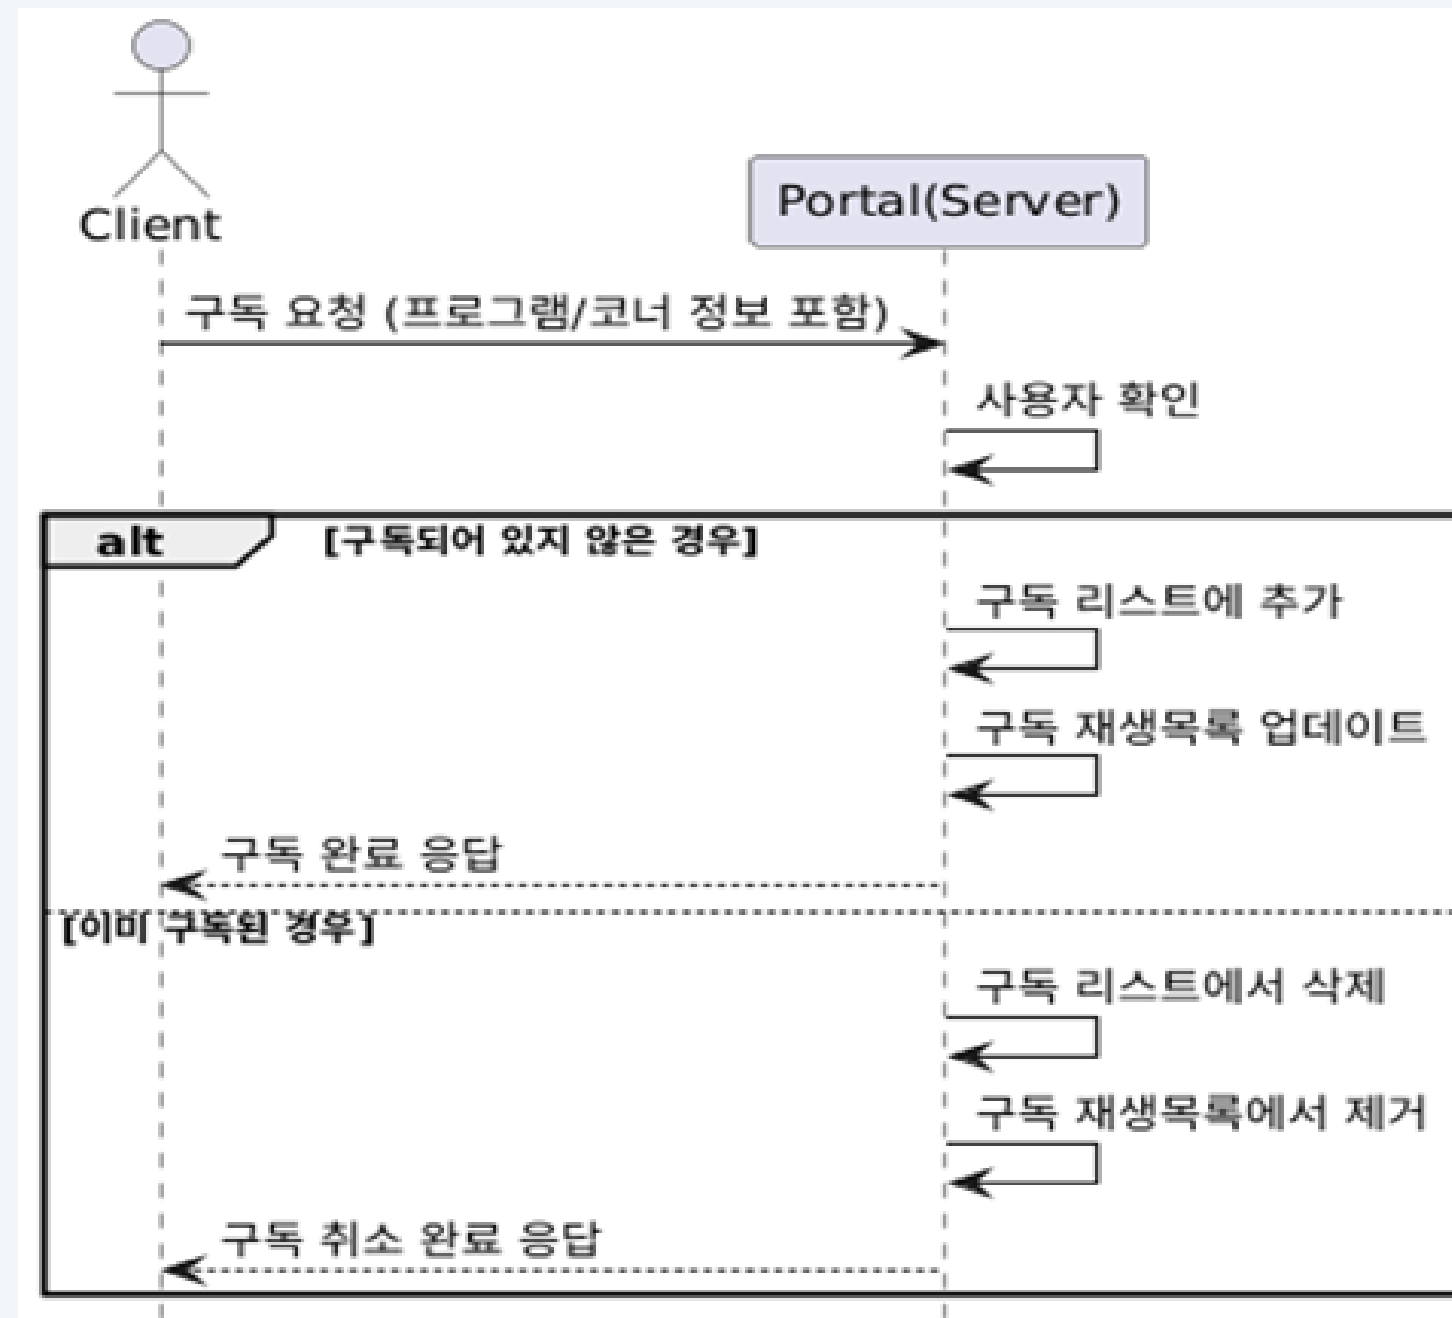 Client
Portal(Server)
구독 요청 (프로그램/코너 정보 포함)
사용자 확인
alt [구독되어 있지 않은 경우]
구독 리스트에 추가
구독 재생목록 업데이트
구독 완료 응답
[이미 구독된 경우]
구독 리스트에서 삭제
구독 재생목록에서 제거
구독 취소 완료 응답